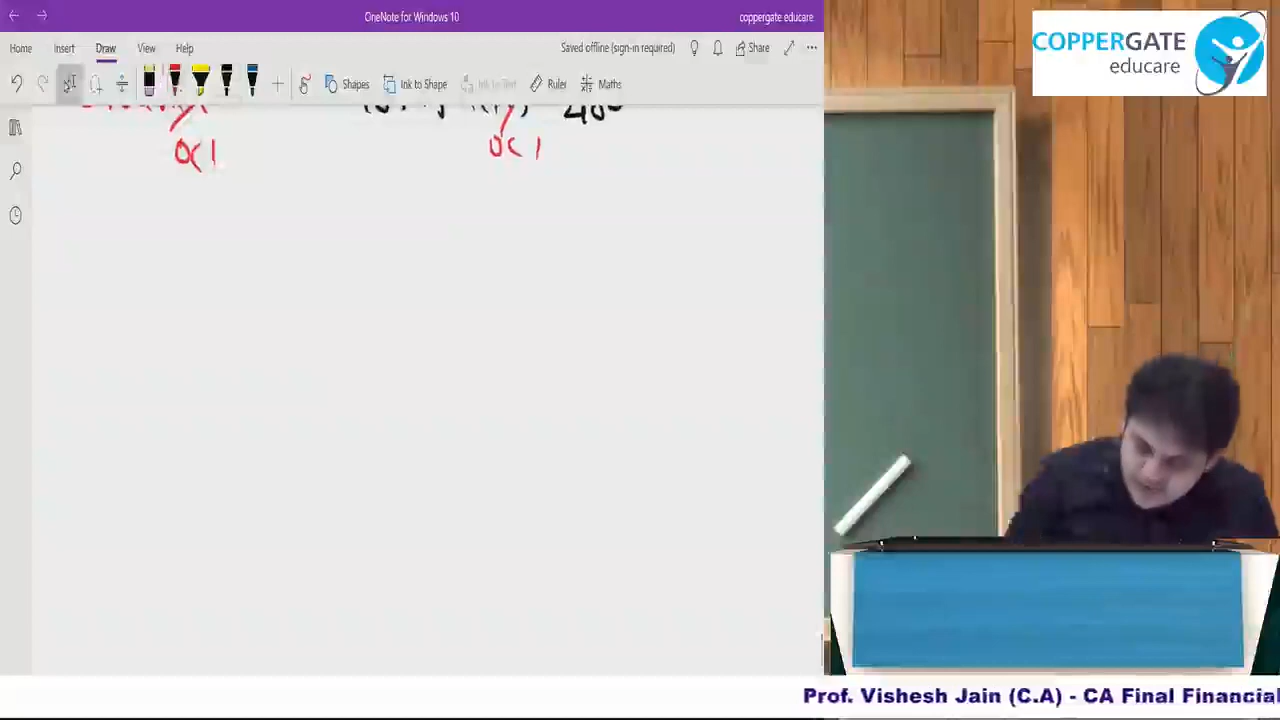 OneNote for Windows 10
coppergate educare
Home Insert Draw View Help
Saved offline (sign-in required)
Share
Shapes
Ink to Shape
Ink to Text
Ruler
Maths
400
OCI
OCI
COPPERGATE
educare
Prof. Vishesh Jain (C.A) - CA Final Financial